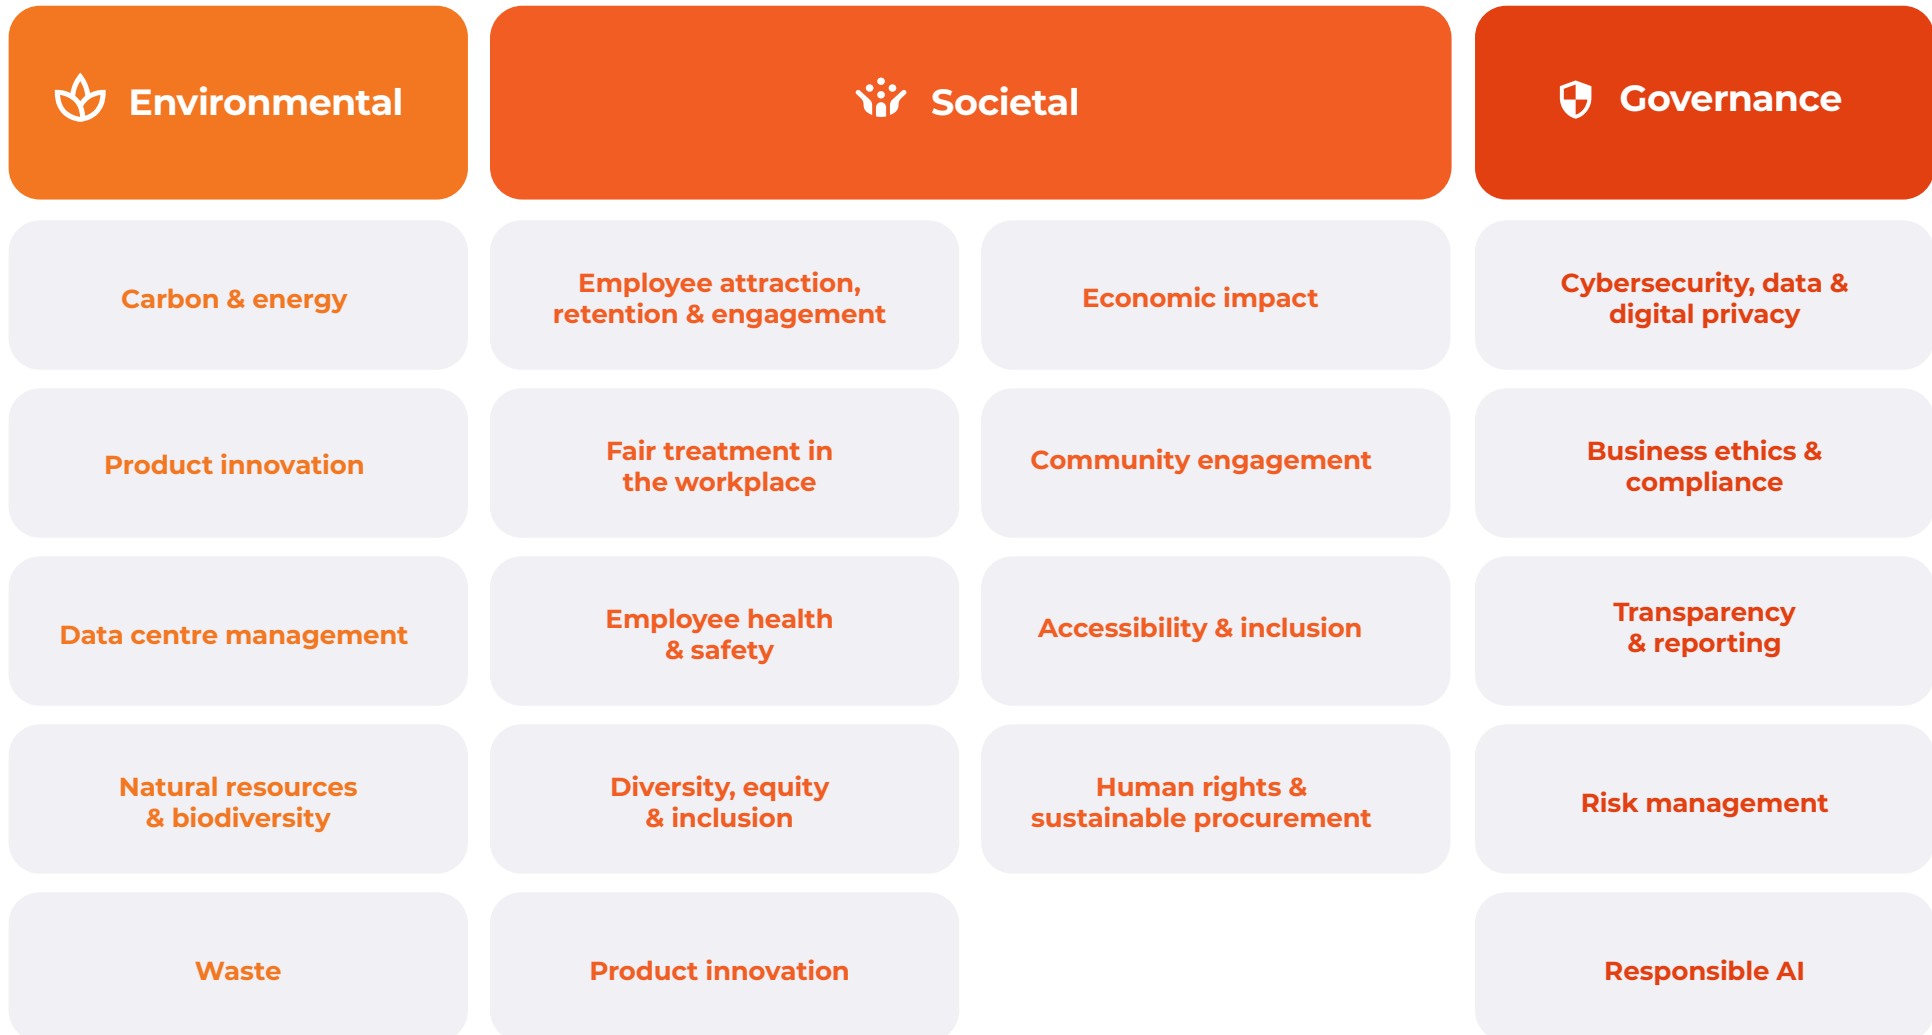 Environmental
Societal
Governance
Carbon & energy
Employee attraction,
retention & engagement
Economic impact
Cybersecurity, data &
digital privacy
Product innovation
Fair treatment in
the workplace
Community engagement
Business ethics &
compliance
Data centre management
Employee health
& safety
Accessibility & inclusion
Transparency
& reporting
Natural resources
& biodiversity
Diversity, equity
& inclusion
Human rights &
sustainable procurement
Risk management
Waste
Product innovation
Responsible AI